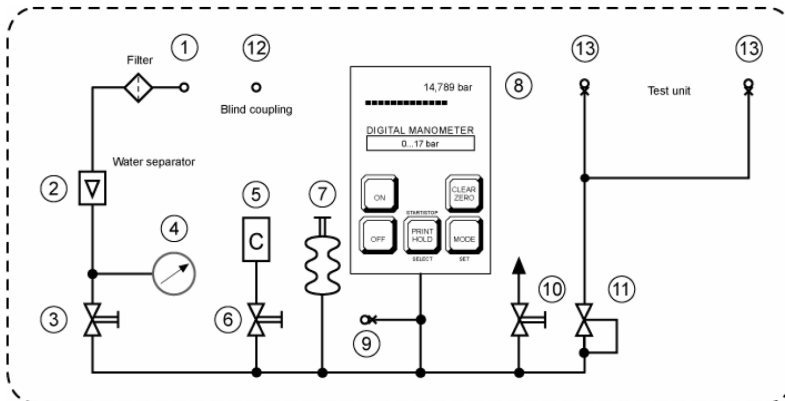 1
12
13
13
Filter
8
14,789 bar
Test unit
Blind coupling
DIGITAL MANOMETER
0...17 bar
Water separator
2
5
7
ON
CLEAR
ZERO
4
C
START/STOP
OFF
PRINT
HOLD
MODE
SELECT
SET
3
6
9
10
11